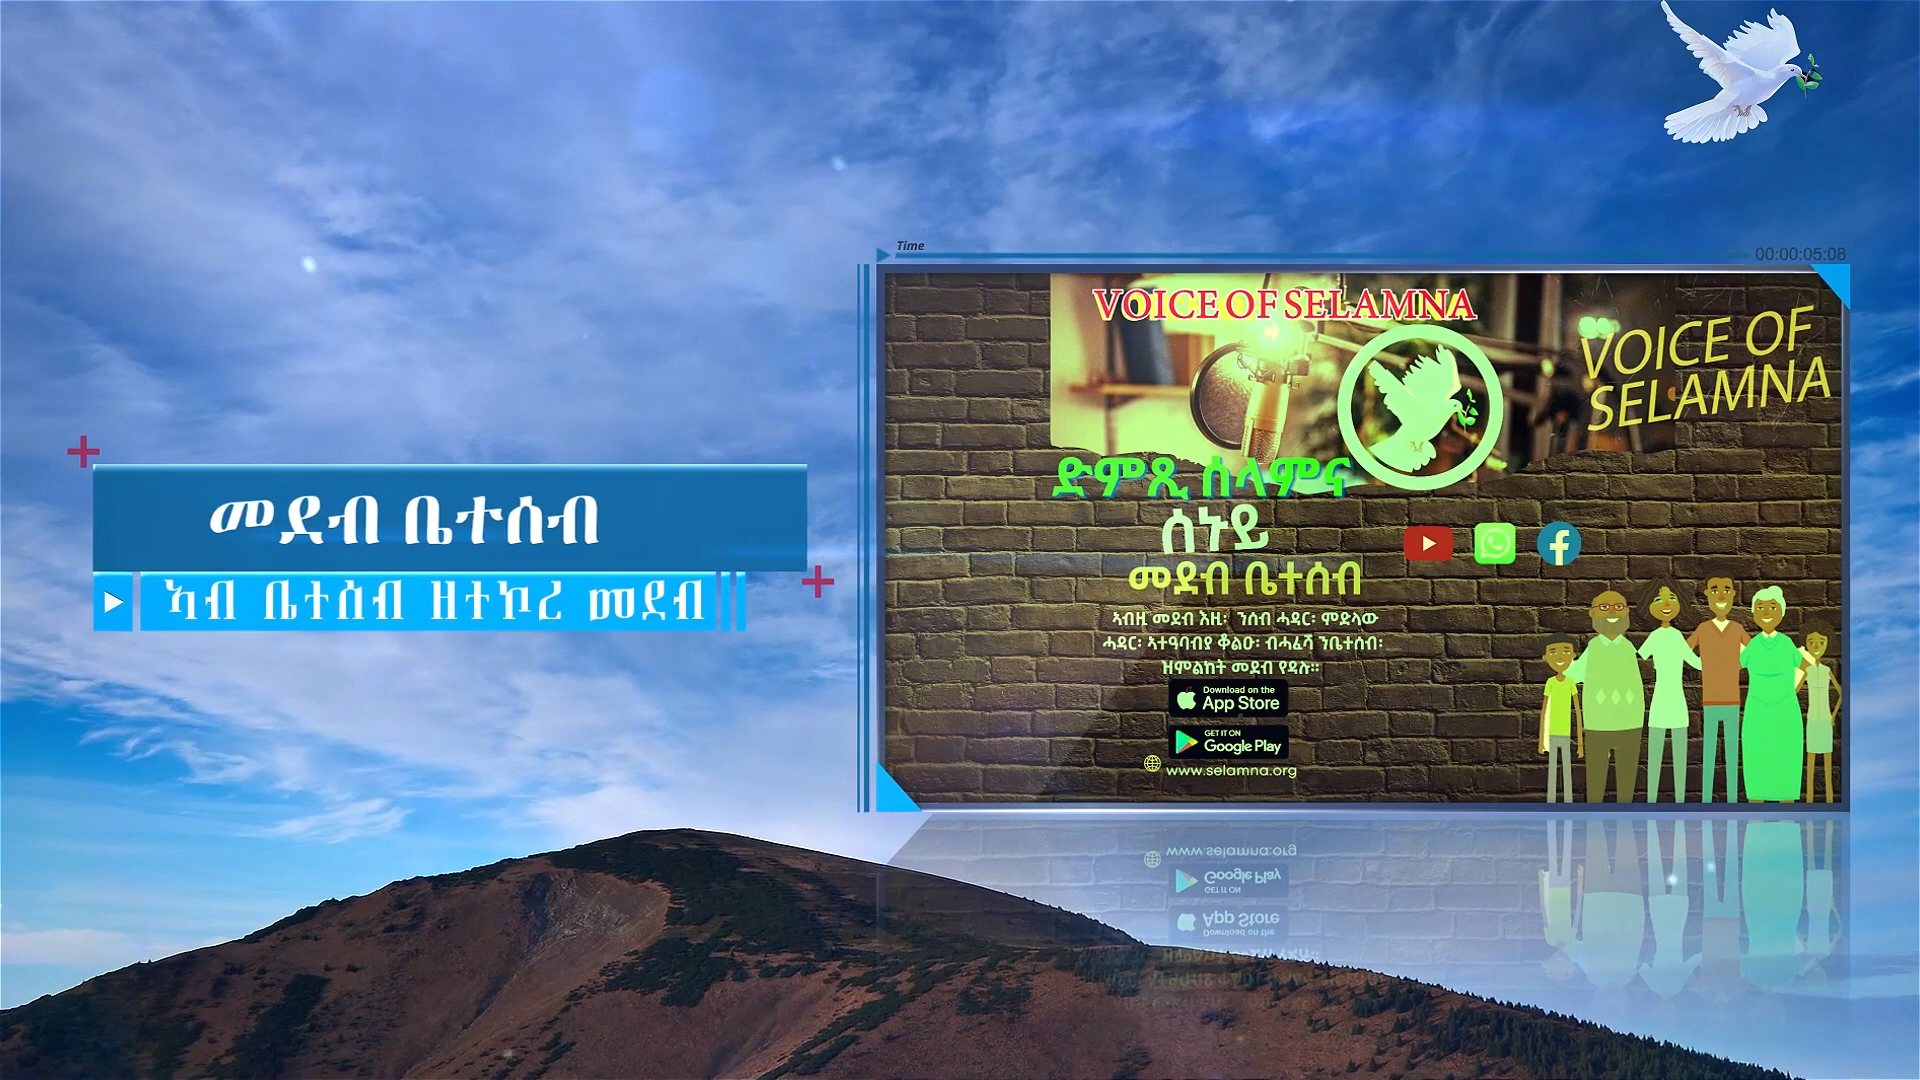 Time
00:00:05:08
VOICE OF SELAMNA
VOICE OF
SELAMNA
ድምጺ ሰላምና
ሰኑይ
መደብ ቤተሰብ
ኣብዚ መደብ እዚ፡ ንሰብ ሓዳር፡ ምድላው
ሓዳር፡ ኣተዓባብያ ቆልዑ፡ ብሓፈሻ ንቤተሰብ፡
ዝምልከት መደብ የዳሉ።
Download on the
App Store
GET IT ON
Google Play
www.selamna.org
መደብ ቤተሰብ
ኣብ ቤተሰብ ዘተኮረ መደብ